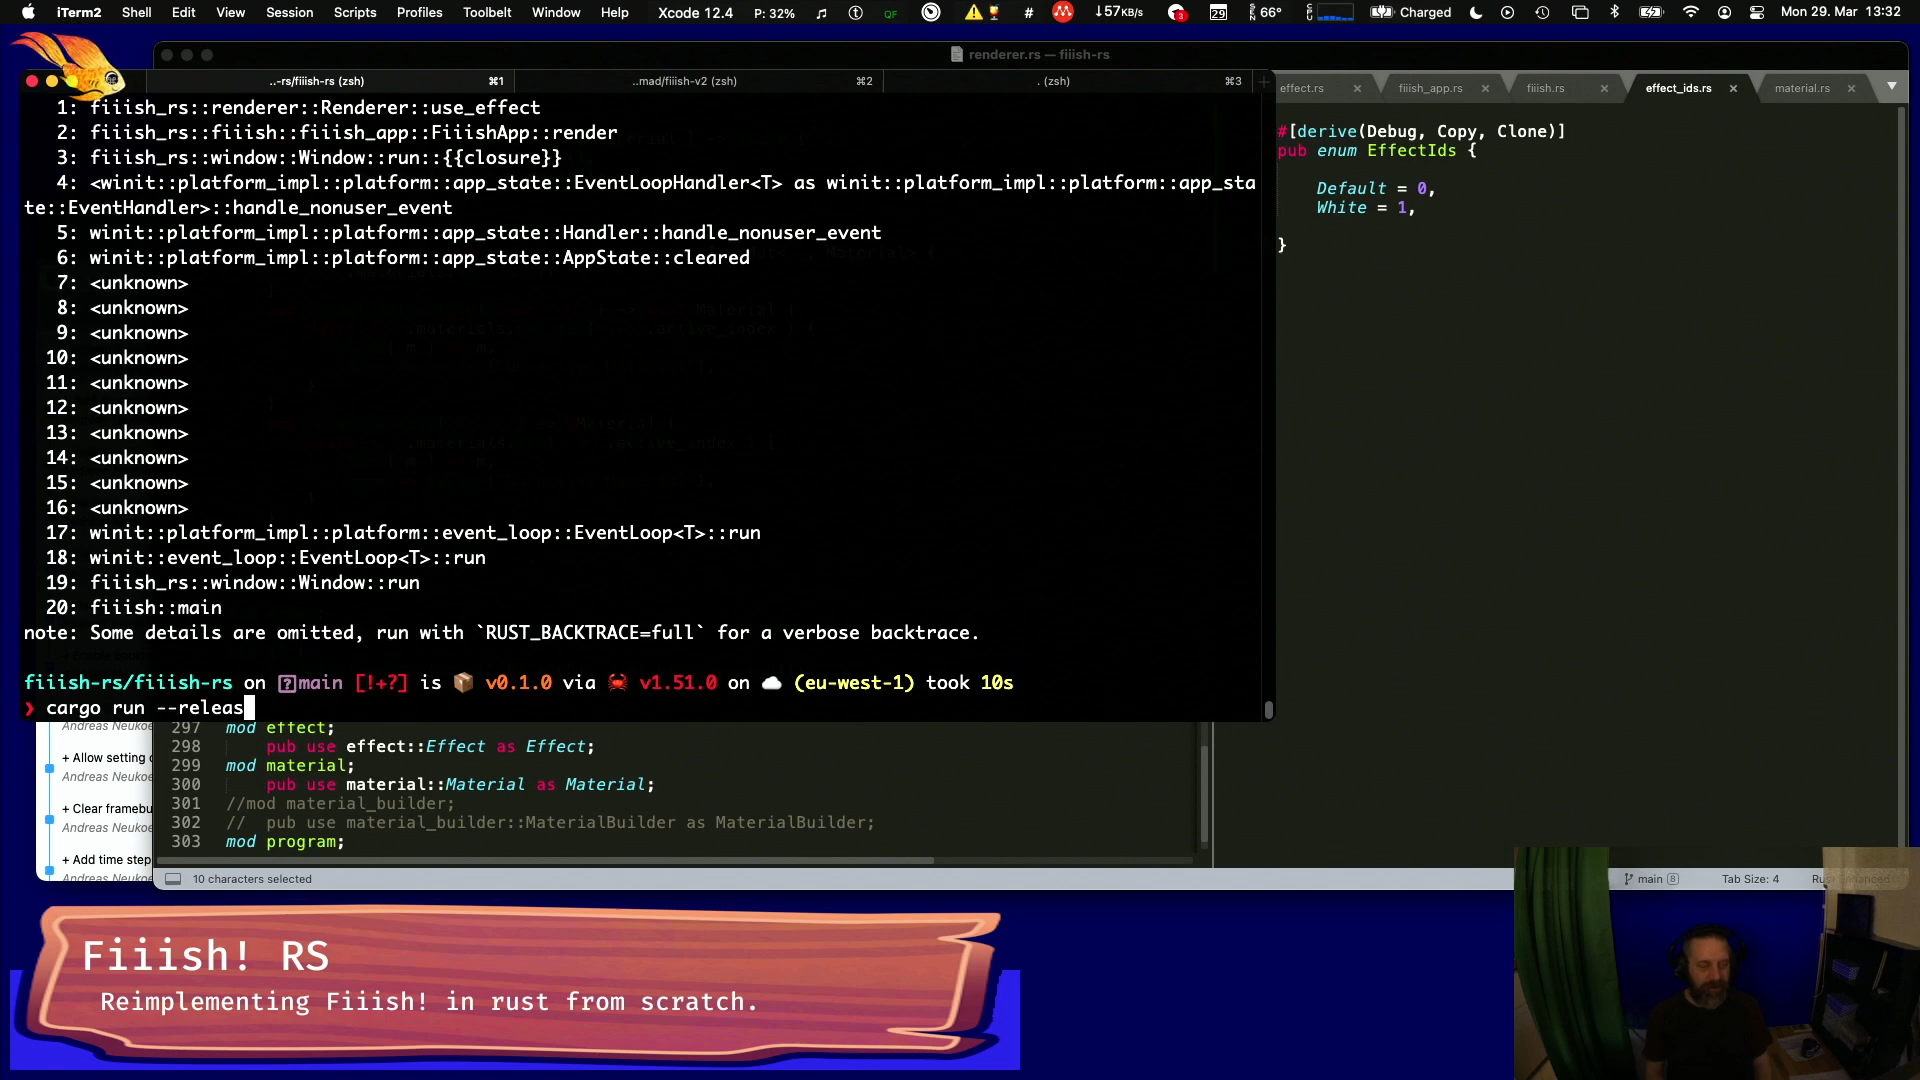 iTerm2 Shell Edit View Session Scripts Profiles Toolbelt Window Help Xcode 12.4 P: 32% QF # ↓57KB/s 3 29 66° Charged Mon 29. Mar 13:32
renderer.rs — fiiish-rs
..-rs/fiiish-rs (zsh) ⌘1 ..mad/fiiish-v2 (zsh) ⌘2 . (zsh) ⌘3 +
effect.rs × fiiish_app.rs × fiiish.rs × effect_ids.rs × material.rs × ▼
1: fiiish_rs::renderer::Renderer::use_effect
2: fiiish_rs::fiiish::fiiish_app::FiiishApp::render
3: fiiish_rs::window::Window::run::{{closure}}
4: <winit::platform_impl::platform::app_state::EventLoopHandler<T> as winit::platform_impl::platform::app_sta
te::EventHandler>::handle_nonuser_event
5: winit::platform_impl::platform::app_state::Handler::handle_nonuser_event
6: winit::platform_impl::platform::app_state::AppState::cleared
7: <unknown>
8: <unknown>
9: <unknown>
10: <unknown>
11: <unknown>
12: <unknown>
13: <unknown>
14: <unknown>
15: <unknown>
16: <unknown>
17: winit::platform_impl::platform::event_loop::EventLoop<T>::run
18: winit::event_loop::EventLoop<T>::run
19: fiiish_rs::window::Window::run
20: fiiish::main
note: Some details are omitted, run with `RUST_BACKTRACE=full` for a verbose backtrace.
fiiish-rs/fiiish-rs on main [!+?] is 📦 v0.1.0 via 🦀 v1.51.0 on ☁️ (eu-west-1) took 10s
❯ cargo run --releas
#[derive(Debug, Copy, Clone)]
pub enum EffectIds {
Default = 0,
White = 1,
}
Andreas Neukoe
+ Allow setting
Andreas Neukoe
+ Clear framebu
Andreas Neukoe
+ Add time step
Andreas Neukoe
297 mod effect;
298 pub use effect::Effect as Effect;
299 mod material;
300 pub use material::Material as Material;
301 //mod material_builder;
302 // pub use material_builder::MaterialBuilder as MaterialBuilder;
303 mod program;
10 characters selected
main 8 Tab Size: 4
Fiiish! RS
Reimplementing Fiiish! in rust from scratch.